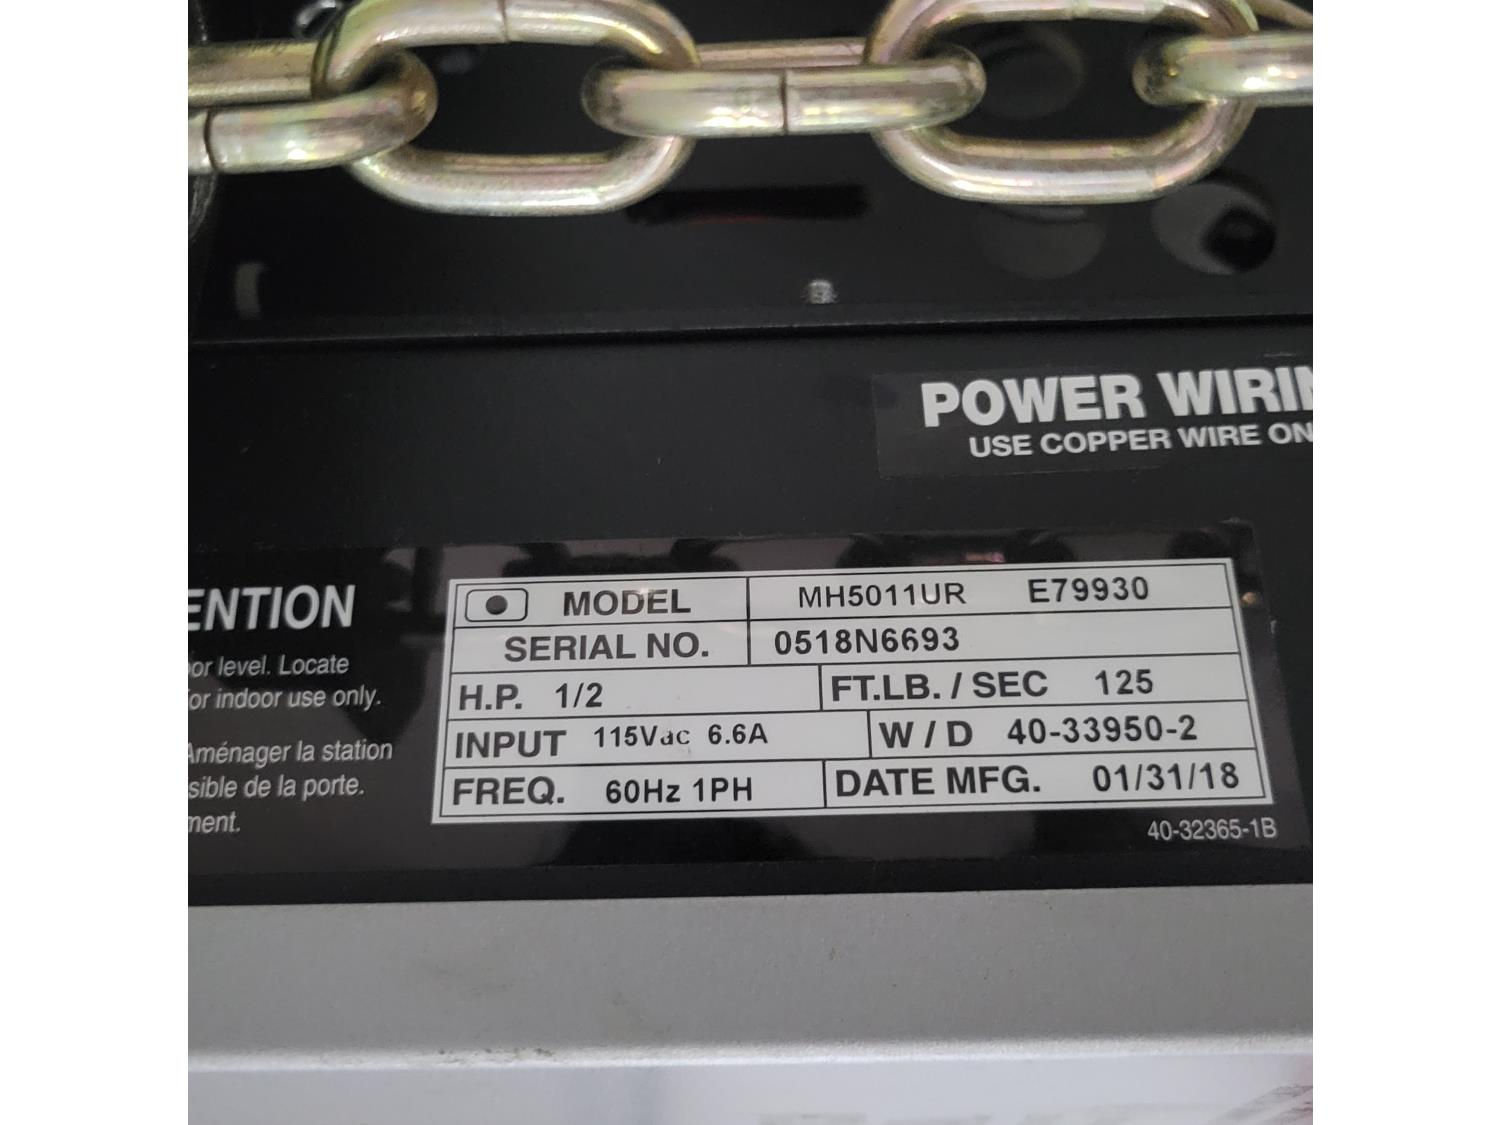 POWER WIRIN
USE COPPER WIRE ON
ENTION
or level. Locate
or indoor use only.
Aménager la station
sible de la porte.
ment.
MODEL MH5011UR E79930
SERIAL NO. 0518N6693
H.P. 1/2 FT.LB. / SEC 125
INPUT 115Vac 6.6A W / D 40-33950-2
FREQ. 60Hz 1PH DATE MFG. 01/31/18
40-32365-1B